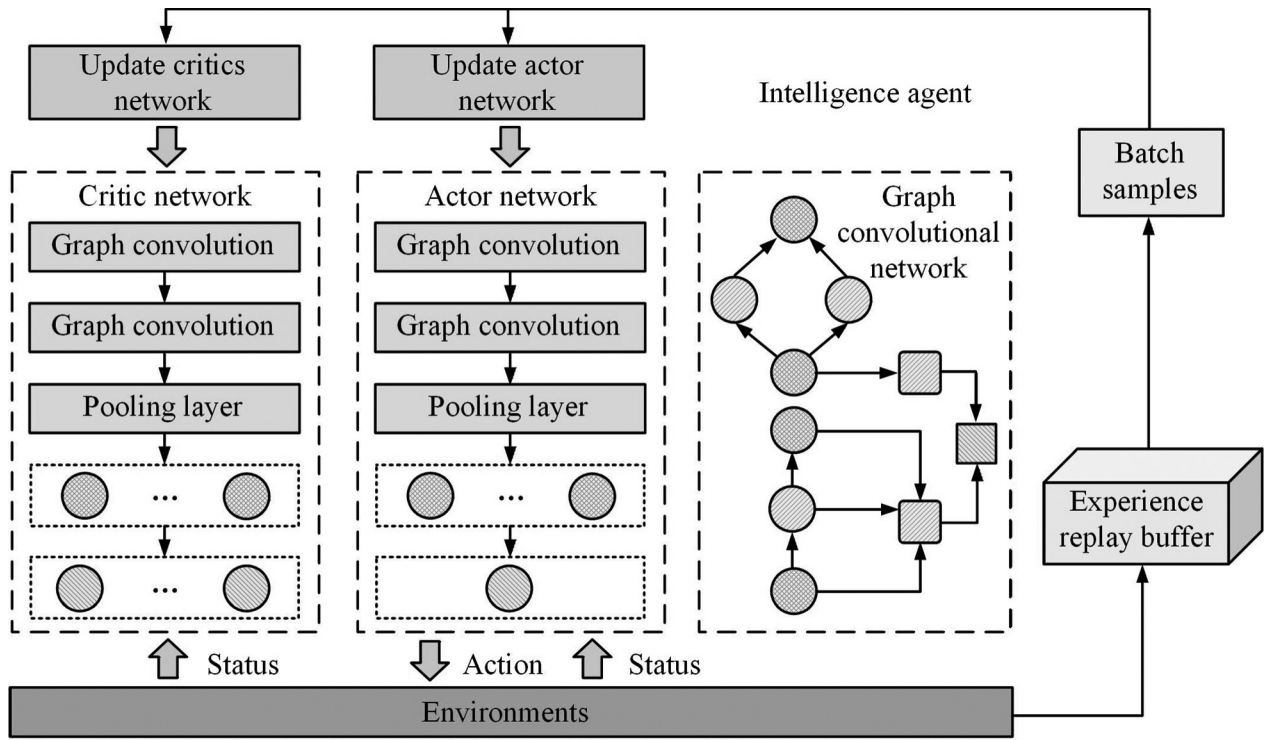 Update critics
network
Update actor
network
Intelligence agent
Batch
samples
Critic network
Graph convolution
Graph convolution
Pooling layer
...
...
Actor network
Graph convolution
Graph convolution
Pooling layer
...
Graph
convolutional
network
Experience
replay buffer
Status
Action
Status
Environments